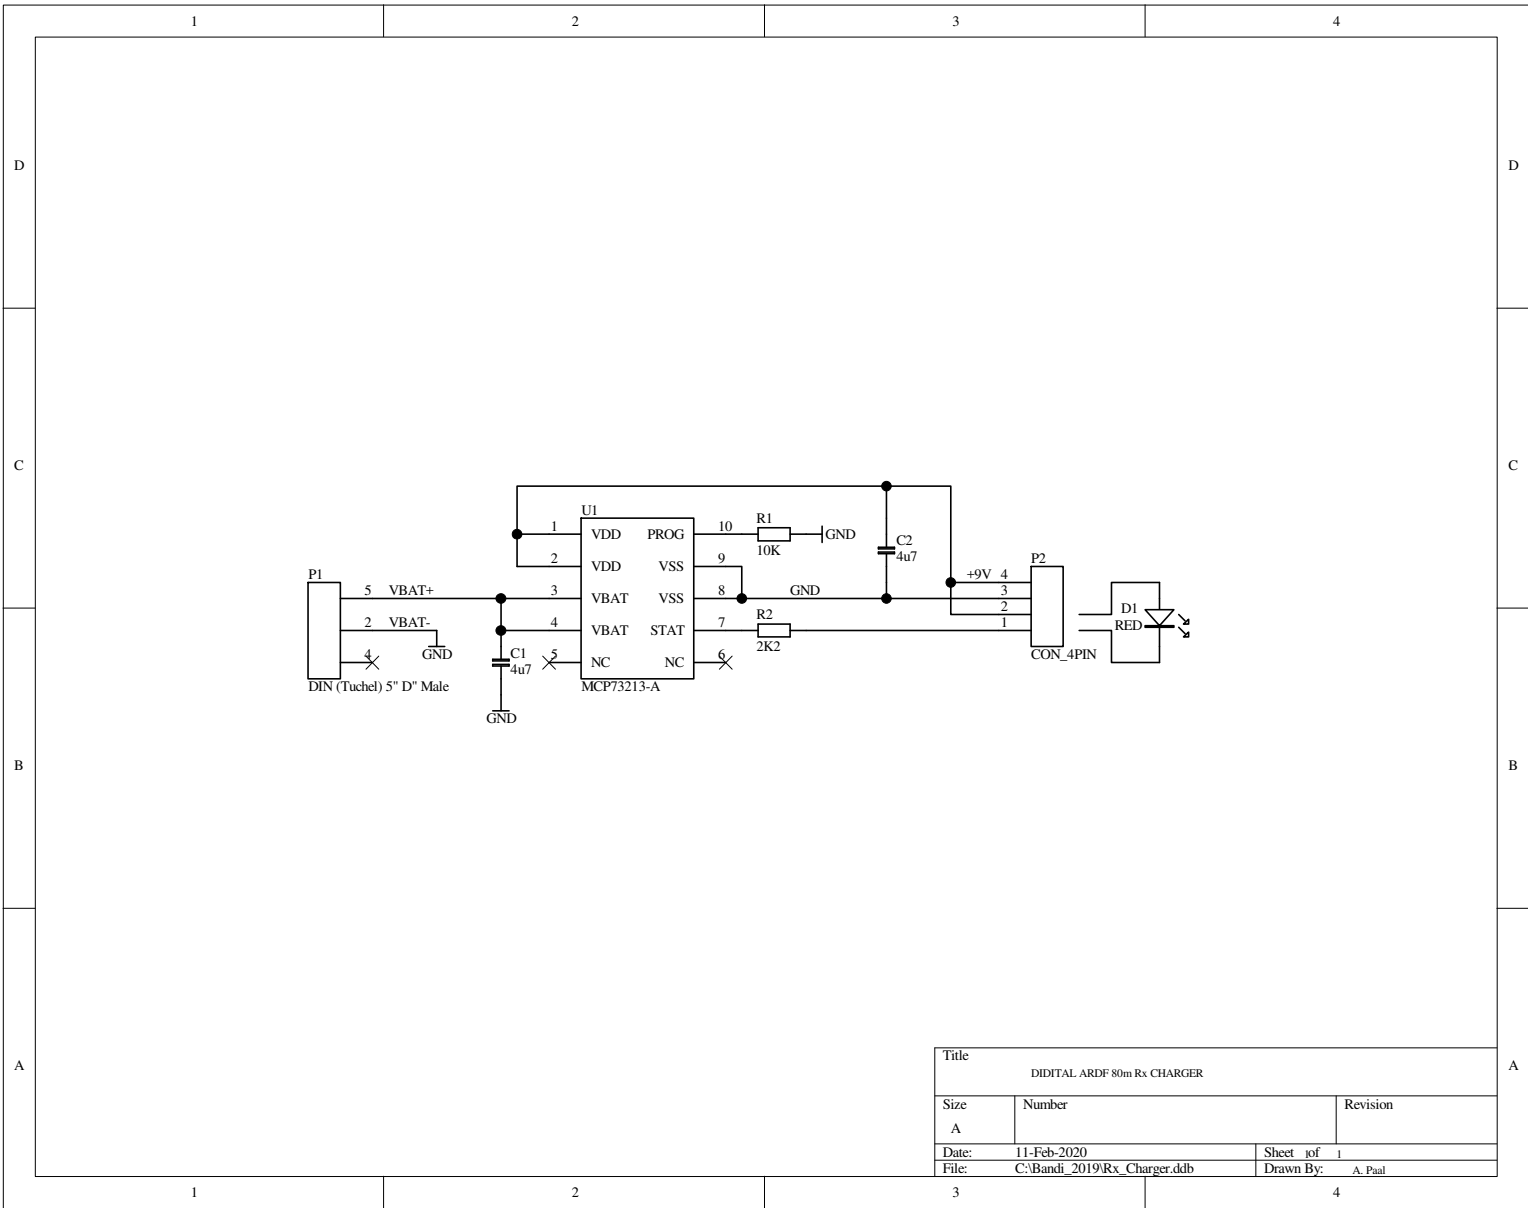 1 2 3 4
D D
C C
B B
A A
U1
1 VDD PROG 10
2 VDD VSS 9
3 VBAT VSS 8
4 VBAT STAT 7
5 NC NC 6
MCP73213-A
R1
10K
GND
C2
4u7
P1
5 VBAT+
2 VBAT-
4
GND
DIN (Tuchel) 5" D" Male
C1
4u7
GND
GND
R2
2K2
P2
+9V 4
3
2
1
CON_4PIN
D1
RED
Title
DIDITAL ARDF 80m Rx CHARGER
Size Number Revision
A
Date: 11-Feb-2020 Sheet 1of 1
File: C:\Bandi_2019\Rx_Charger.ddb Drawn By: A. Paal
1 2 3 4